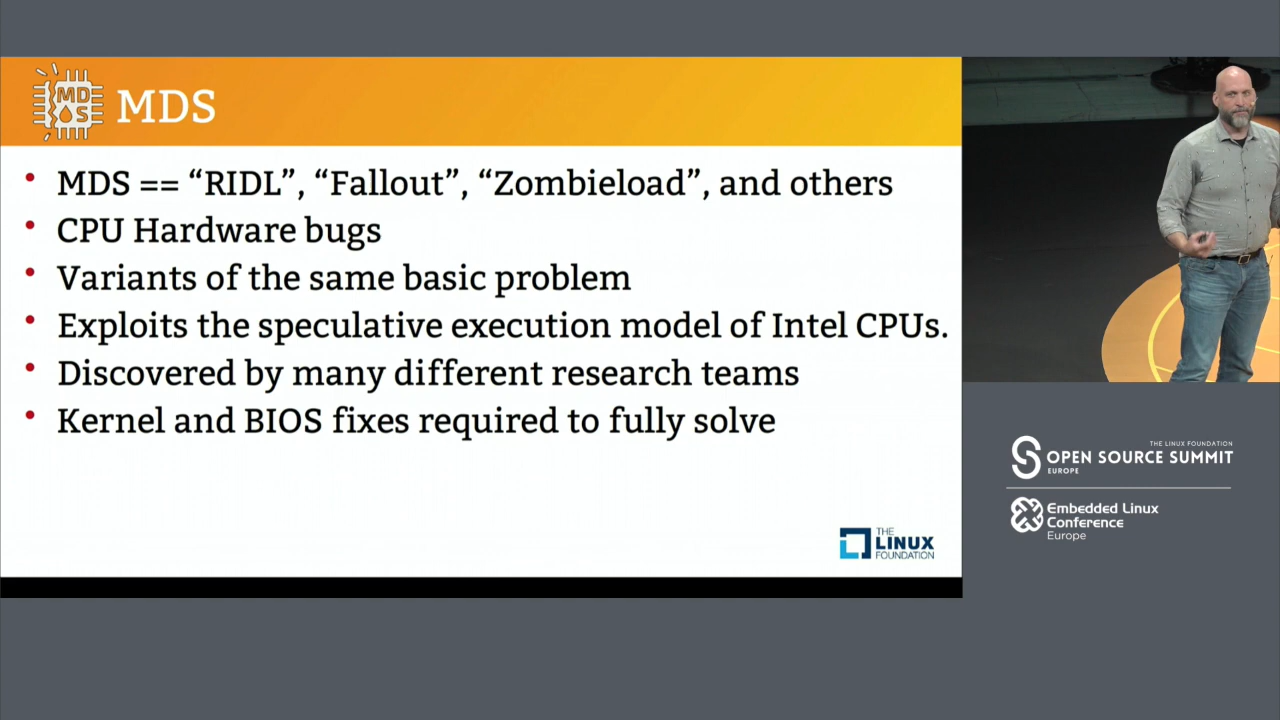 MD
S
MDS
MDS == “RIDL”, “Fallout”, “Zombieload”, and others
CPU Hardware bugs
Variants of the same basic problem
Exploits the speculative execution model of Intel CPUs.
Discovered by many different research teams
Kernel and BIOS fixes required to fully solve
THE
LINUX
FOUNDATION
THE LINUX FOUNDATION
OPEN SOURCE SUMMIT
EUROPE
Embedded Linux
Conference
Europe